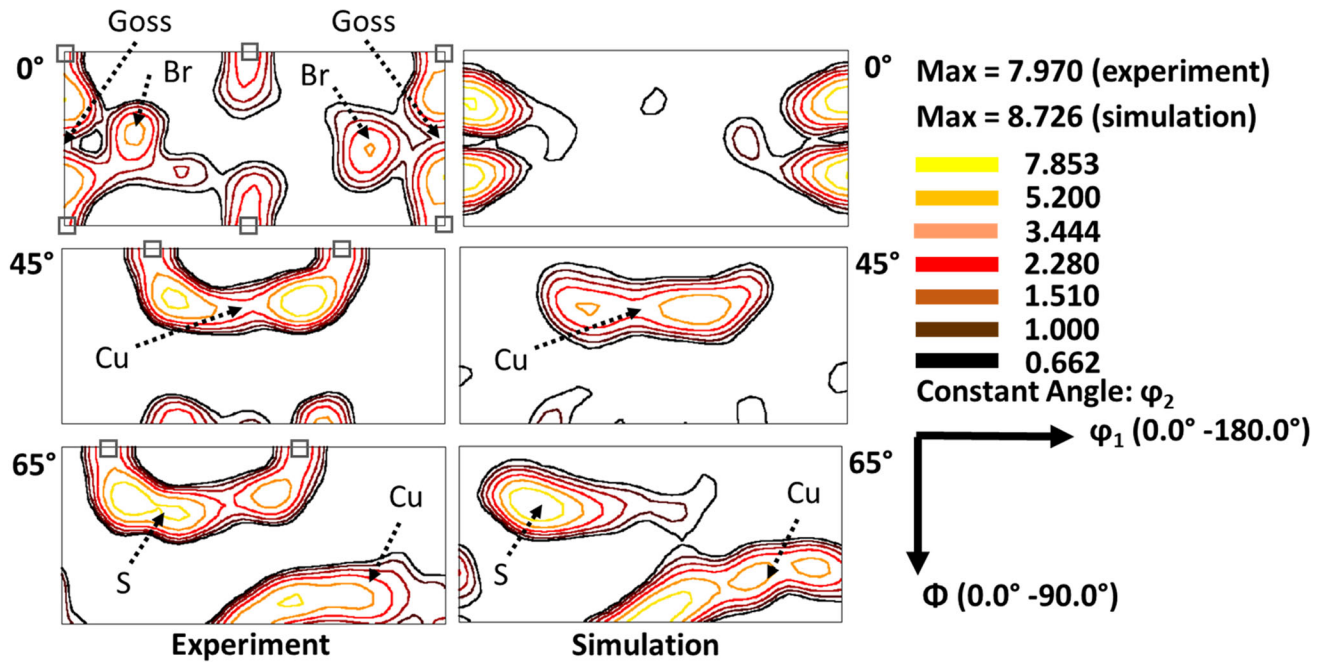 Goss
Goss
0°
Br
Br
0°
Max = 7.970 (experiment)
Max = 8.726 (simulation)
7.853
5.200
3.444
2.280
1.510
1.000
0.662
45°
Cu
Cu
45°
Constant Angle: φ2
φ1 (0.0° -180.0°)
Φ (0.0° -90.0°)
65°
S
Cu
S
Cu
65°
Experiment
Simulation